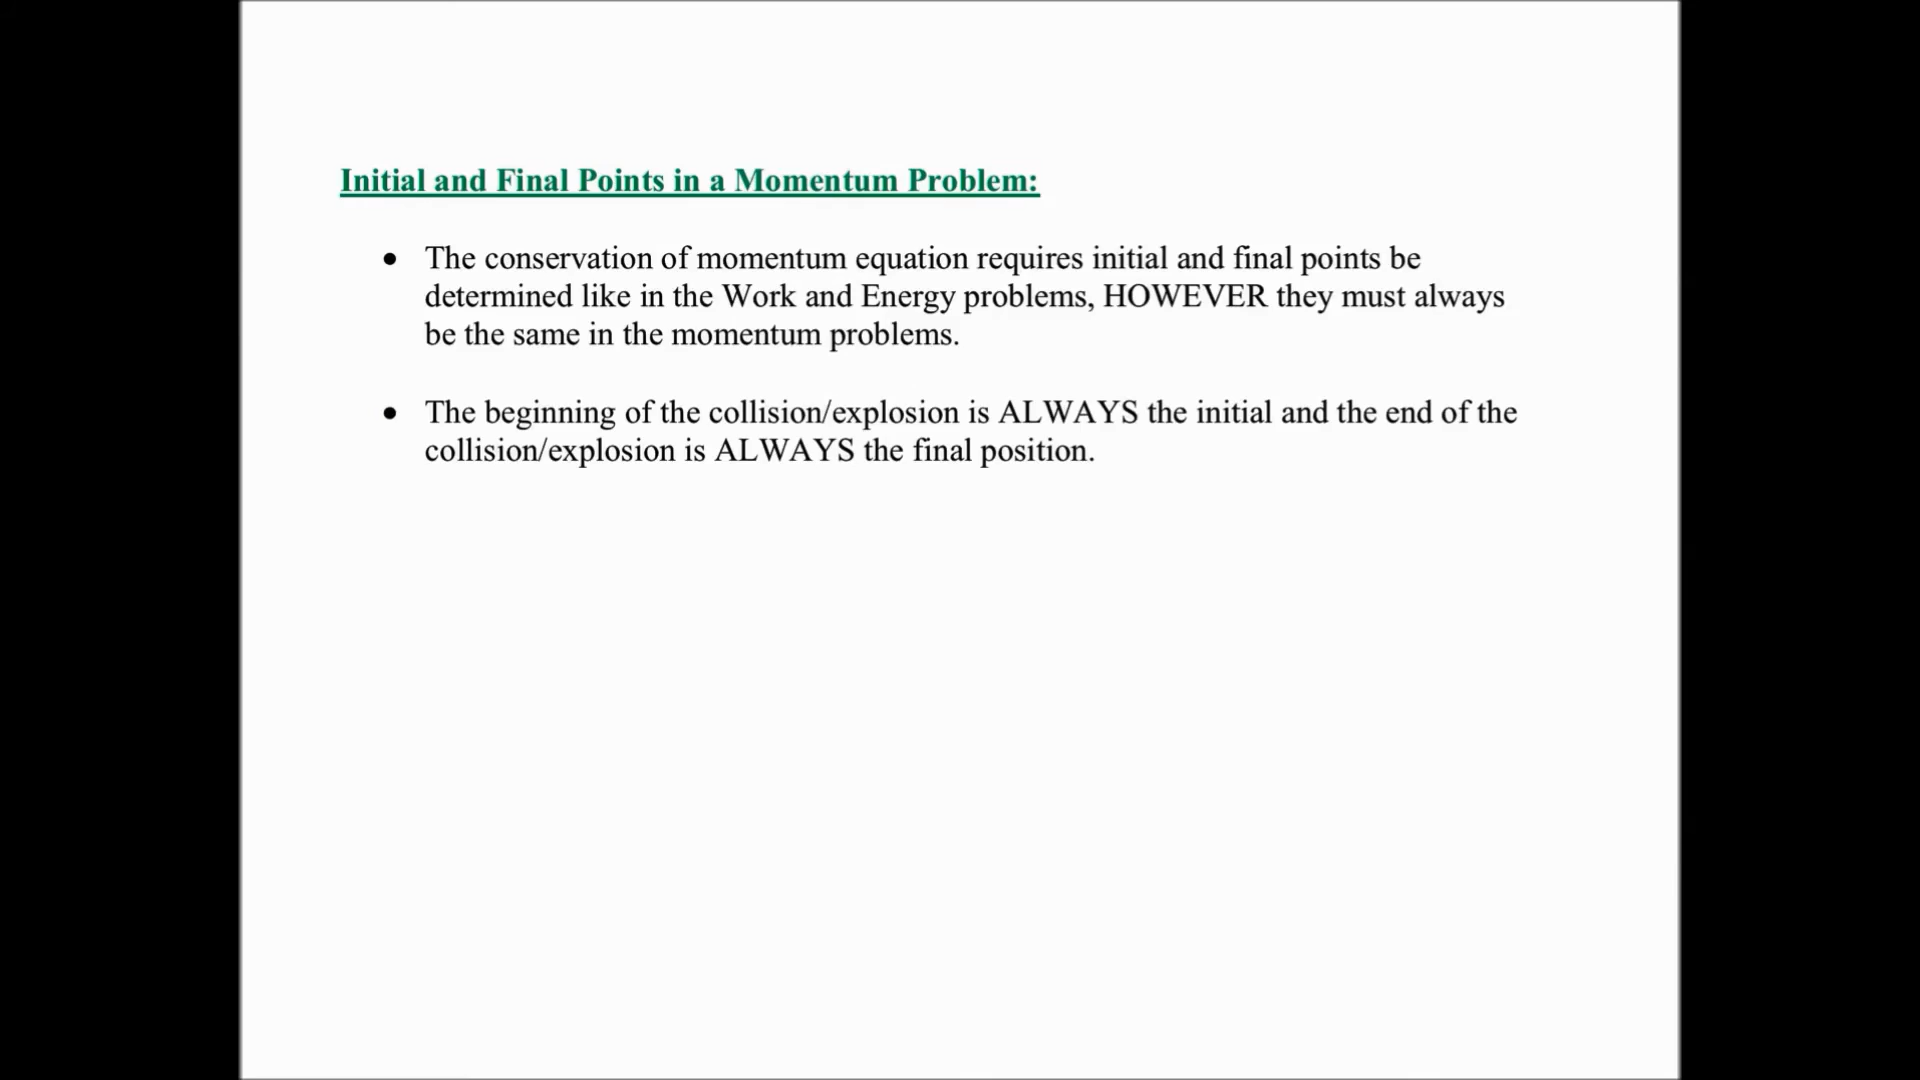 Initial and Final Points in a Momentum Problem:
• The conservation of momentum equation requires initial and final points be
determined like in the Work and Energy problems, HOWEVER they must always
be the same in the momentum problems.
• The beginning of the collision/explosion is ALWAYS the initial and the end of the
collision/explosion is ALWAYS the final position.